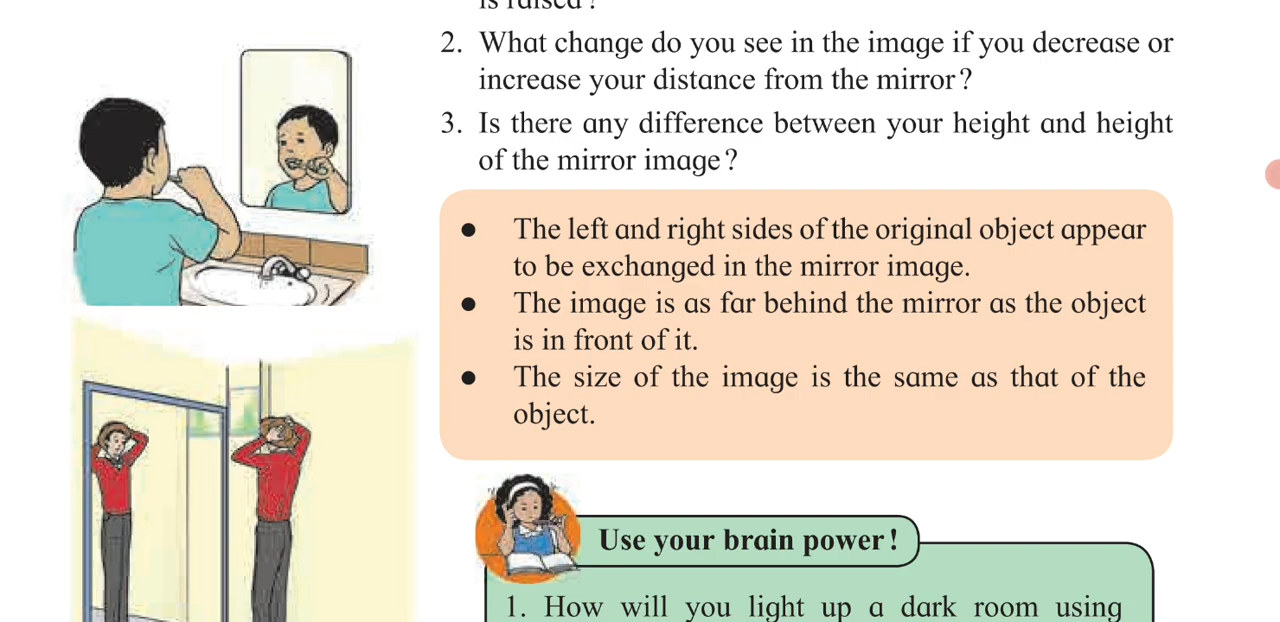 is raised?
2. What change do you see in the image if you decrease or
increase your distance from the mirror?
3. Is there any difference between your height and height
of the mirror image?
● The left and right sides of the original object appear
to be exchanged in the mirror image.
● The image is as far behind the mirror as the object
is in front of it.
● The size of the image is the same as that of the
object.
Use your brain power!
1. How will you light up a dark room using